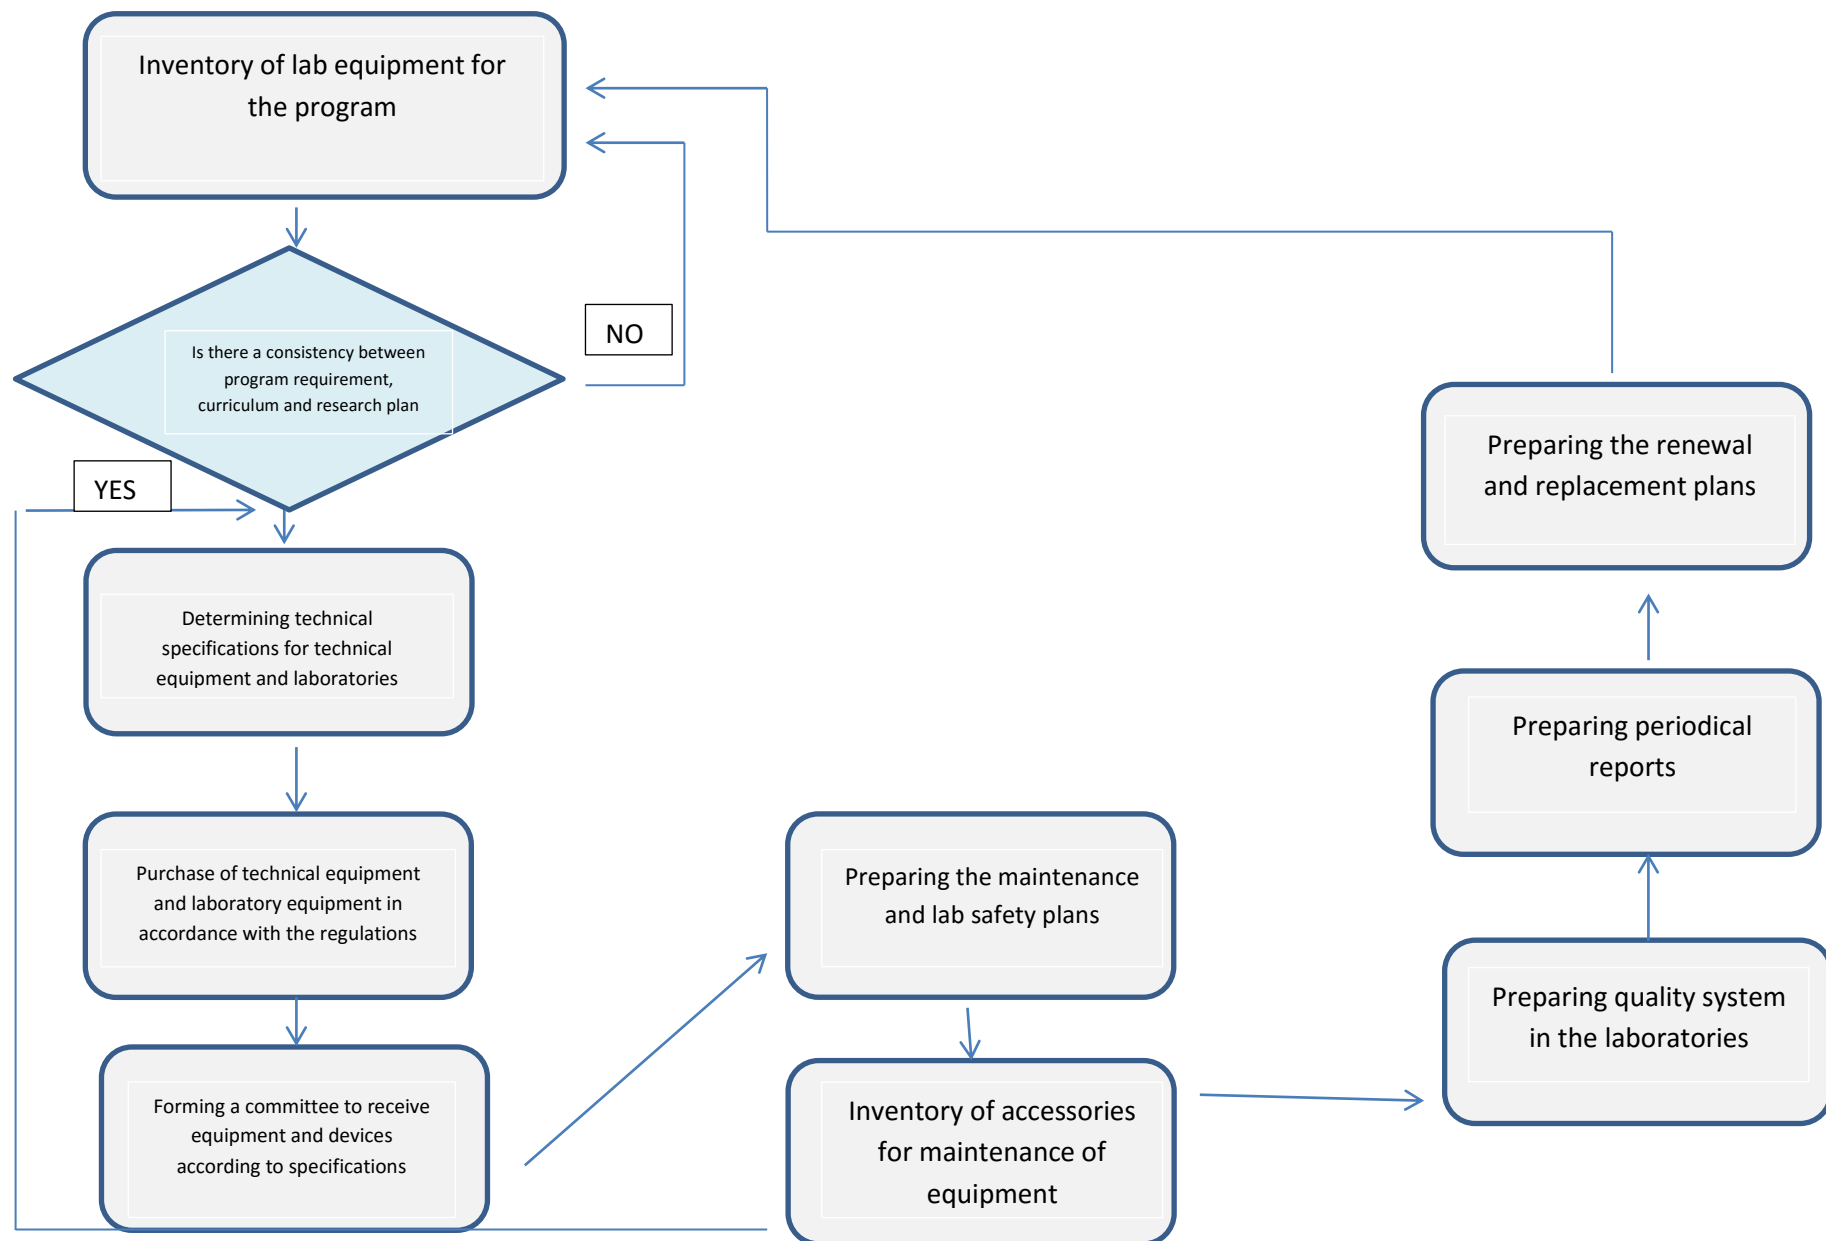 Inventory of lab equipment for
the program
NO
Is there a consistency between
program requirement,
curriculum and research plan
YES
Determining technical
specifications for technical
equipment and laboratories
Purchase of technical equipment
and laboratory equipment in
accordance with the regulations
Forming a committee to receive
equipment and devices
according to specifications
Preparing the maintenance
and lab safety plans
Inventory of accessories
for maintenance of
equipment
Preparing quality system
in the laboratories
Preparing periodical
reports
Preparing the renewal
and replacement plans